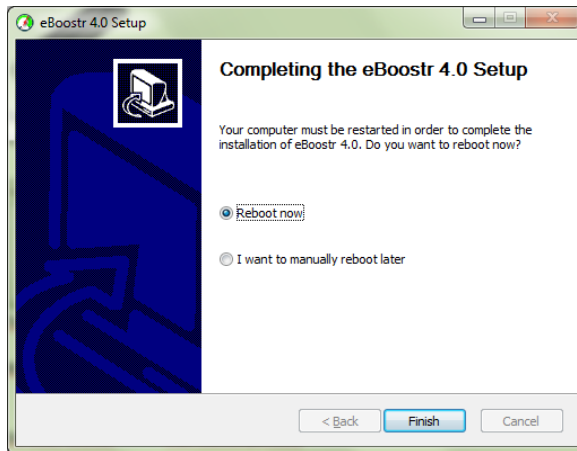 eBoostr 4.0 Setup
Completing the eBoostr 4.0 Setup
Your computer must be restarted in order to complete the
installation of eBoostr 4.0. Do you want to reboot now?
Reboot now
I want to manually reboot later
< Back
Finish
Cancel